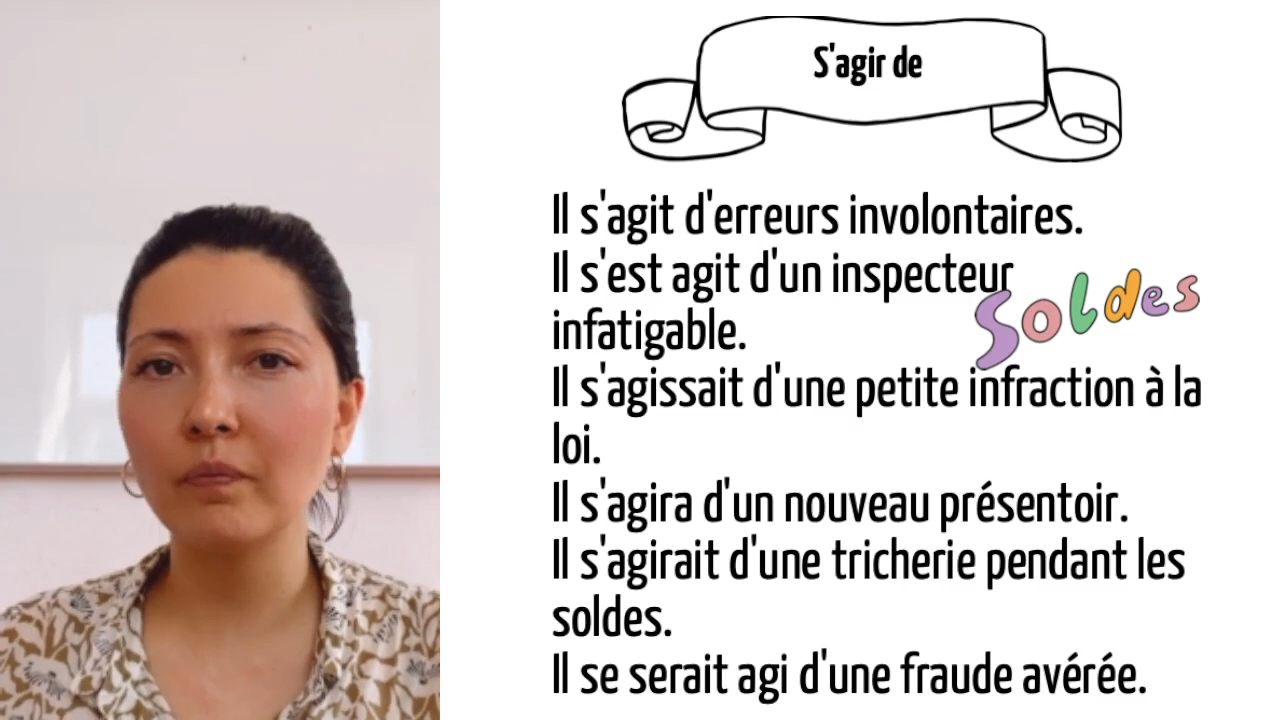 S'agir de
Il s'agit d'erreurs involontaires.
Il s'est agit d'un inspecteur
infatigable.
Soldes
Il s'agissait d'une petite infraction à la
loi.
Il s'agira d'un nouveau présentoir.
Il s'agirait d'une tricherie pendant les
soldes.
Il se serait agi d'une fraude avérée.